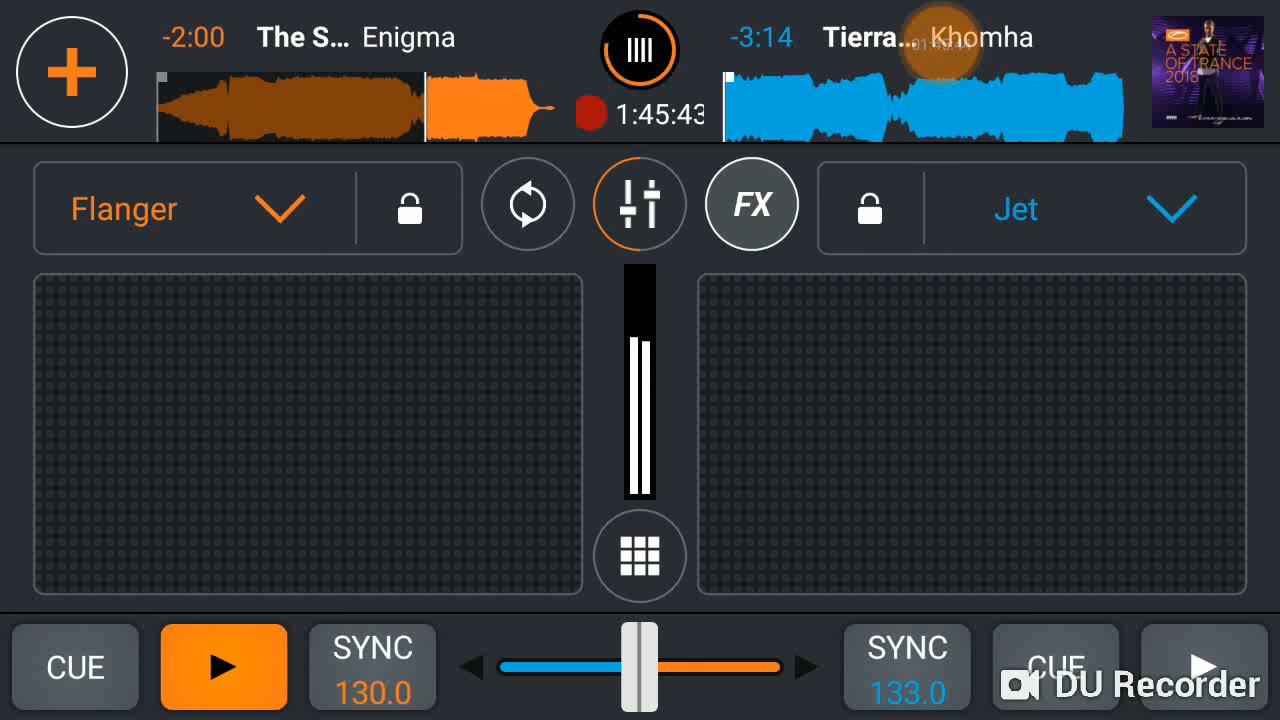 -2:00 The S... Enigma
-3:14 Tierra... Khomha
1:45:43
A STATE
OF TRANCE
2018
Flanger
FX
Jet
CUE
SYNC
130.0
SYNC
133.0
CUE
DU Recorder